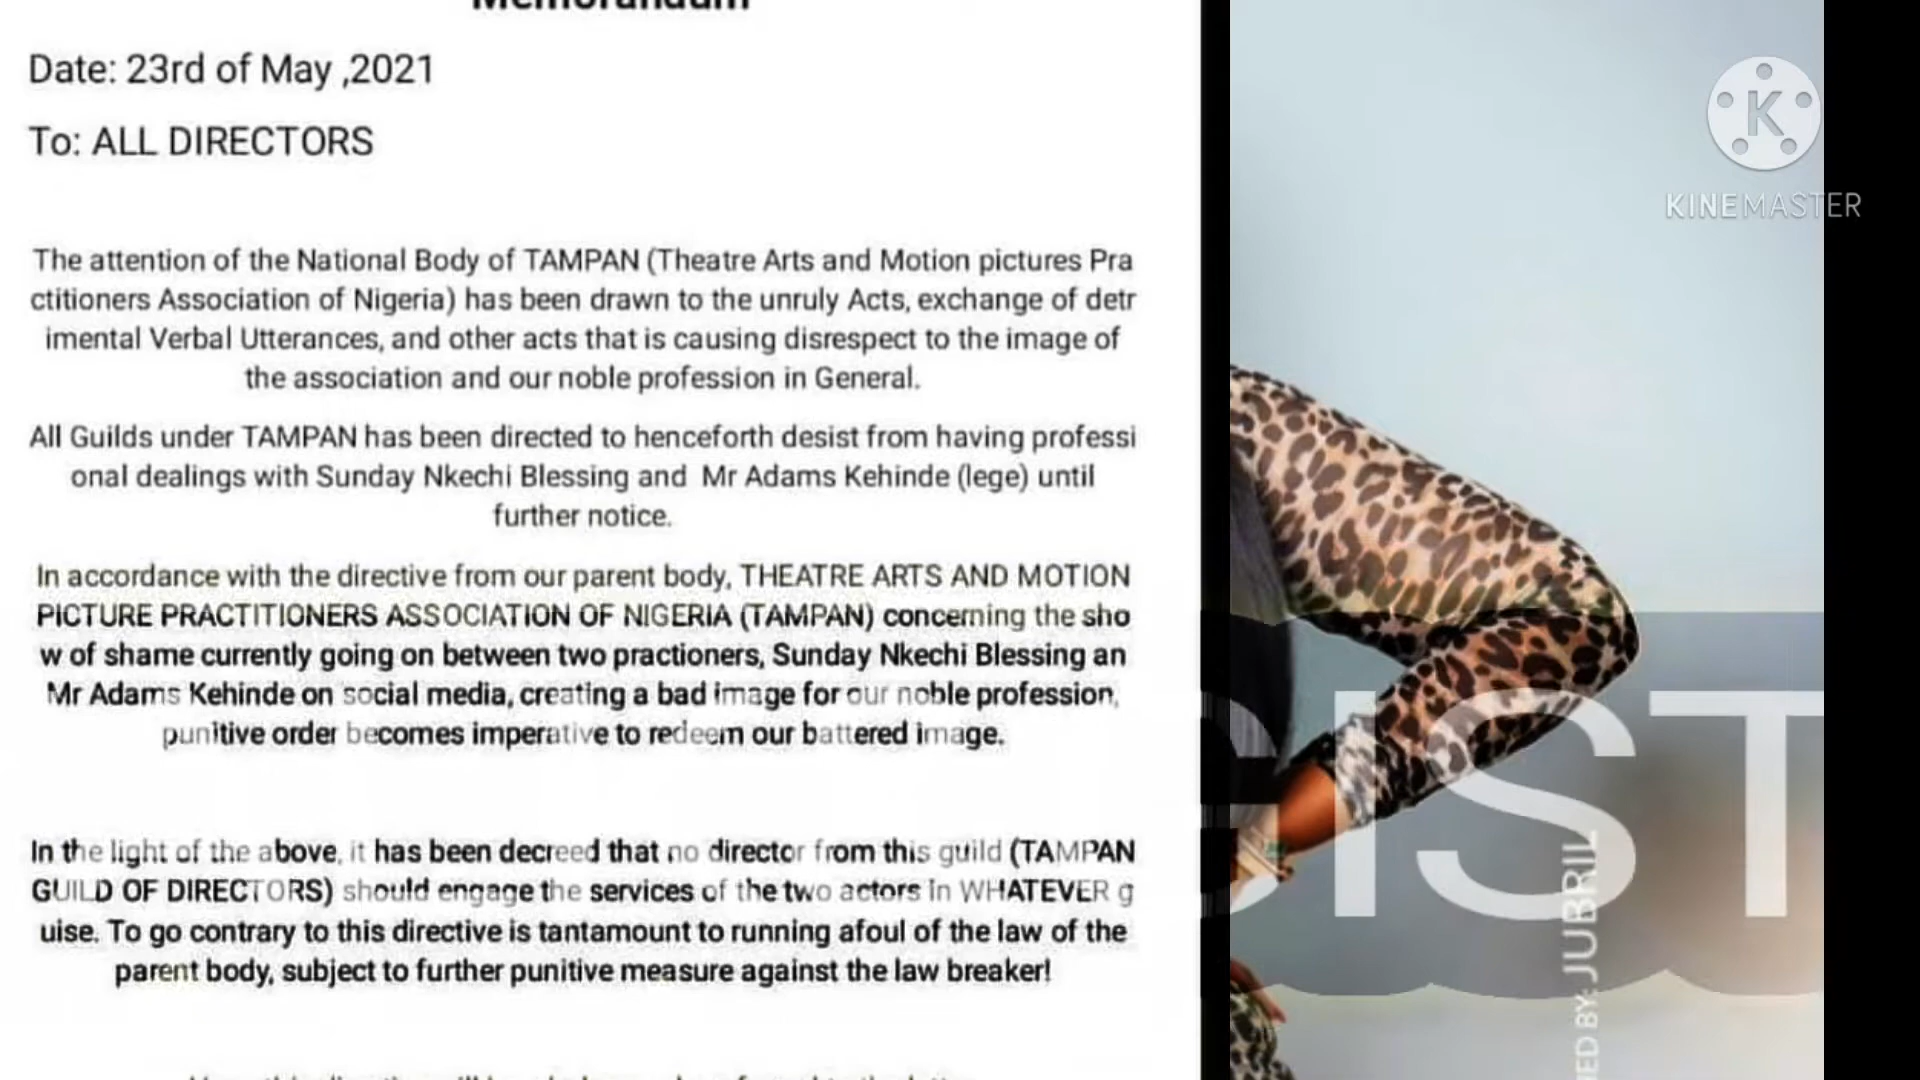 Memorandum
Date: 23rd of May ,2021
To: ALL DIRECTORS
The attention of the National Body of TAMPAN (Theatre Arts and Motion pictures Pra
ctitioners Association of Nigeria) has been drawn to the unruly Acts, exchange of detr
imental Verbal Utterances, and other acts that is causing disrespect to the image of
the association and our noble profession in General.
All Guilds under TAMPAN has been directed to henceforth desist from having professi
onal dealings with Sunday Nkechi Blessing and Mr Adams Kehinde (lege) until
further notice.
In accordance with the directive from our parent body, THEATRE ARTS AND MOTION
PICTURE PRACTITIONERS ASSOCIATION OF NIGERIA (TAMPAN) concerning the sho
w of shame currently going on between two practioners, Sunday Nkechi Blessing an
Mr Adams Kehinde on social media, creating a bad image for our noble profession,
punitive order becomes imperative to redeem our battered image.
In the light of the above, it has been decreed that no director from this guild (TAMPAN
GUILD OF DIRECTORS) should engage the services of the two actors in WHATEVER g
uise. To go contrary to this directive is tantamount to running afoul of the law of the
parent body, subject to further punitive measure against the law breaker!
K
KINEMASTER
GIST
NED BY: JUBRIL